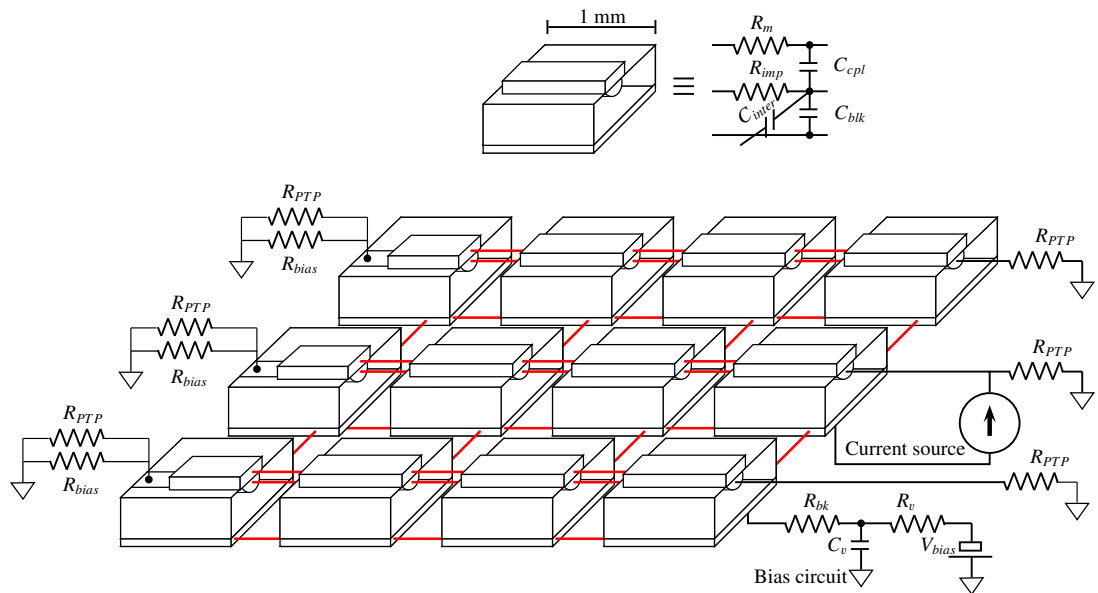 1 mm
R_m
R_imp
C_cpl
C_inter
C_blk
R_PTP
R_bias
R_PTP
R_PTP
R_bias
R_PTP
R_PTP
R_bias
Current source
R_PTP
R_bk
R_v
C_v
V_bias
Bias circuit